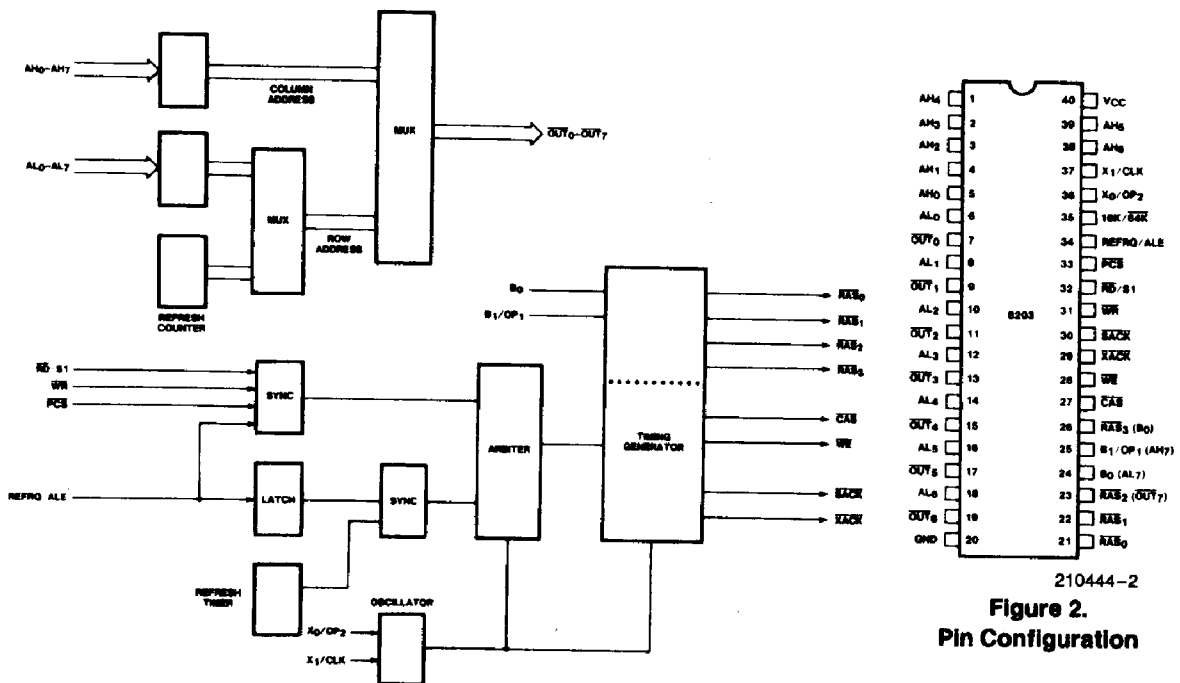 AH0-AH7
COLUMN
ADDRESS
MUX
OUT0-OUT7
AL0-AL7
MUX
ROW
ADDRESS
REFRESH
COUNTER
B0
B1/OP1
RAS0
RAS1
RAS2
RAS3
RD S1
WR
PCS
SYNC
ARBITER
TIMING
GENERATOR
CAS
WE
REFRQ ALE
LATCH
SYNC
SACK
XACK
REFRESH
TIMER
OSCILLATOR
X0/OP2
X1/CLK
AH4 1 40 VCC
AH3 2 39 AH5
AH2 3 38 AH6
AH1 4 37 X1/CLK
AH0 5 36 X0/OP2
AL0 6 35 16K/64K
OUT0 7 34 REFRQ/ALE
AL1 8 33 PCS
OUT1 9 32 RD/S1
AL2 10 31 WR
8203
OUT2 11 30 SACK
AL3 12 29 XACK
OUT3 13 28 WE
AL4 14 27 CAS
OUT4 15 26 RAS3 (B0)
AL5 16 25 B1/OP1 (AH7)
OUT5 17 24 B0 (AL7)
AL6 18 23 RAS2 (OUT7)
OUT6 19 22 RAS1
GND 20 21 RAS0
210444-2
Figure 2.
Pin Configuration